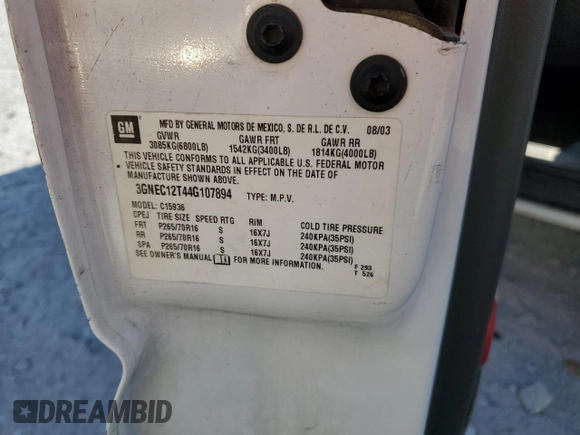 GM
MFD BY GENERAL MOTORS DE MEXICO, S. DE R.L. DE C.V. 08/03
GVWR GAWR FRT GAWR RR
3085KG(6800LB) 1542KG(3400LB) 1814KG(4000LB)
THIS VEHICLE CONFORMS TO ALL APPLICABLE U.S. FEDERAL MOTOR
VEHICLE SAFETY STANDARDS IN EFFECT ON THE DATE OF
MANUFACTURE SHOWN ABOVE.
3GNEC12T44G107894 TYPE: M.P.V.
MODEL: C15936
CPEJ TIRE SIZE SPEED RTG RIM COLD TIRE PRESSURE
FRT P265/70R16 S 16X7J 240KPA(35PSI)
RR P265/70R16 S 16X7J 240KPA(35PSI)
SPA P265/70R16 S 16X7J 240KPA(35PSI)
SEE OWNER'S MANUAL FOR MORE INFORMATION.
F 293
T 526
DREAMBID